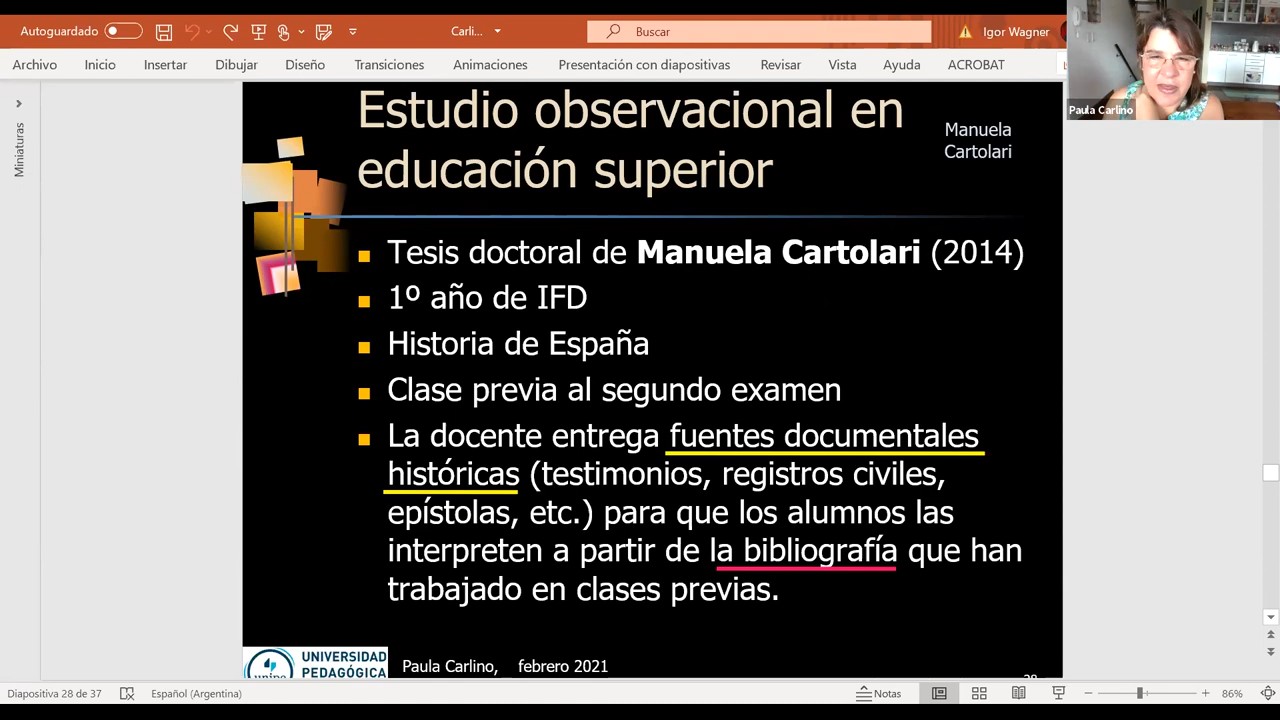 Autoguardado
Carli...
Buscar
Igor Wagner
Archivo
Inicio
Insertar
Dibujar
Diseño
Transiciones
Animaciones
Presentación con diapositivas
Revisar
Vista
Ayuda
ACROBAT
Paula Carlino
Miniaturas
Estudio observacional en
educación superior
Manuela
Cartolari
Tesis doctoral de Manuela Cartolari (2014)
1º año de IFD
Historia de España
Clase previa al segundo examen
La docente entrega fuentes documentales
históricas (testimonios, registros civiles,
epístolas, etc.) para que los alumnos las
interpreten a partir de la bibliografía que han
trabajado en clases previas.
UNIVERSIDAD
PEDAGÓGICA
unipe
Paula Carlino, febrero 2021
28
Diapositiva 28 de 37
Español (Argentina)
Notas
86%